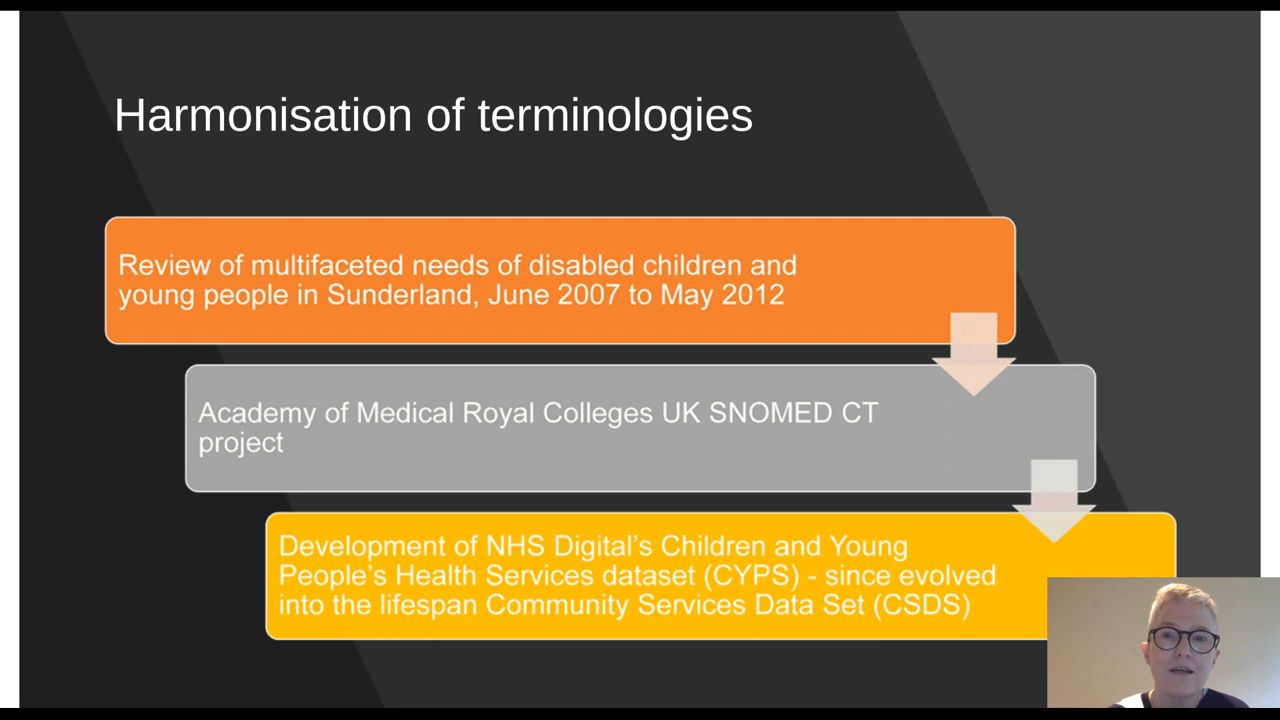 Harmonisation of terminologies
Review of multifaceted needs of disabled children and
young people in Sunderland, June 2007 to May 2012
Academy of Medical Royal Colleges UK SNOMED CT
project
Development of NHS Digital’s Children and Young
People’s Health Services dataset (CYPS) - since evolved
into the lifespan Community Services Data Set (CSDS)